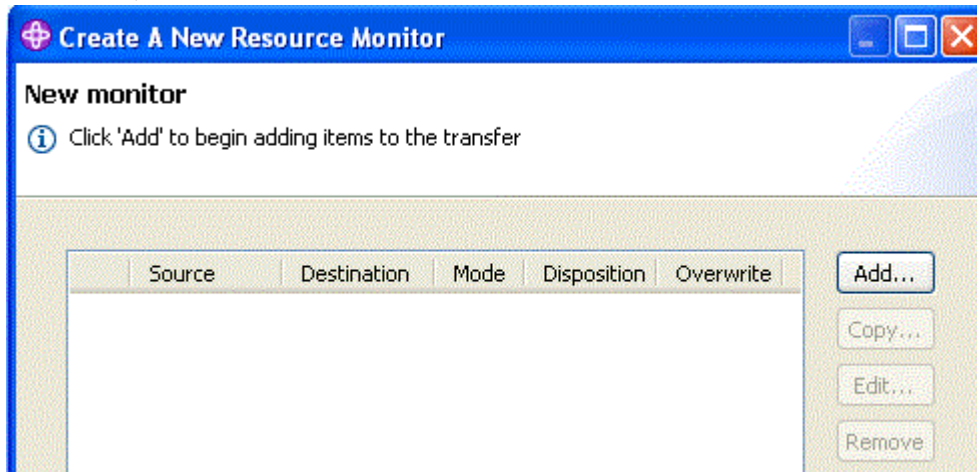 Create A New Resource Monitor
New monitor
Click 'Add' to begin adding items to the transfer
Source Destination Mode Disposition Overwrite
Add...
Copy...
Edit...
Remove